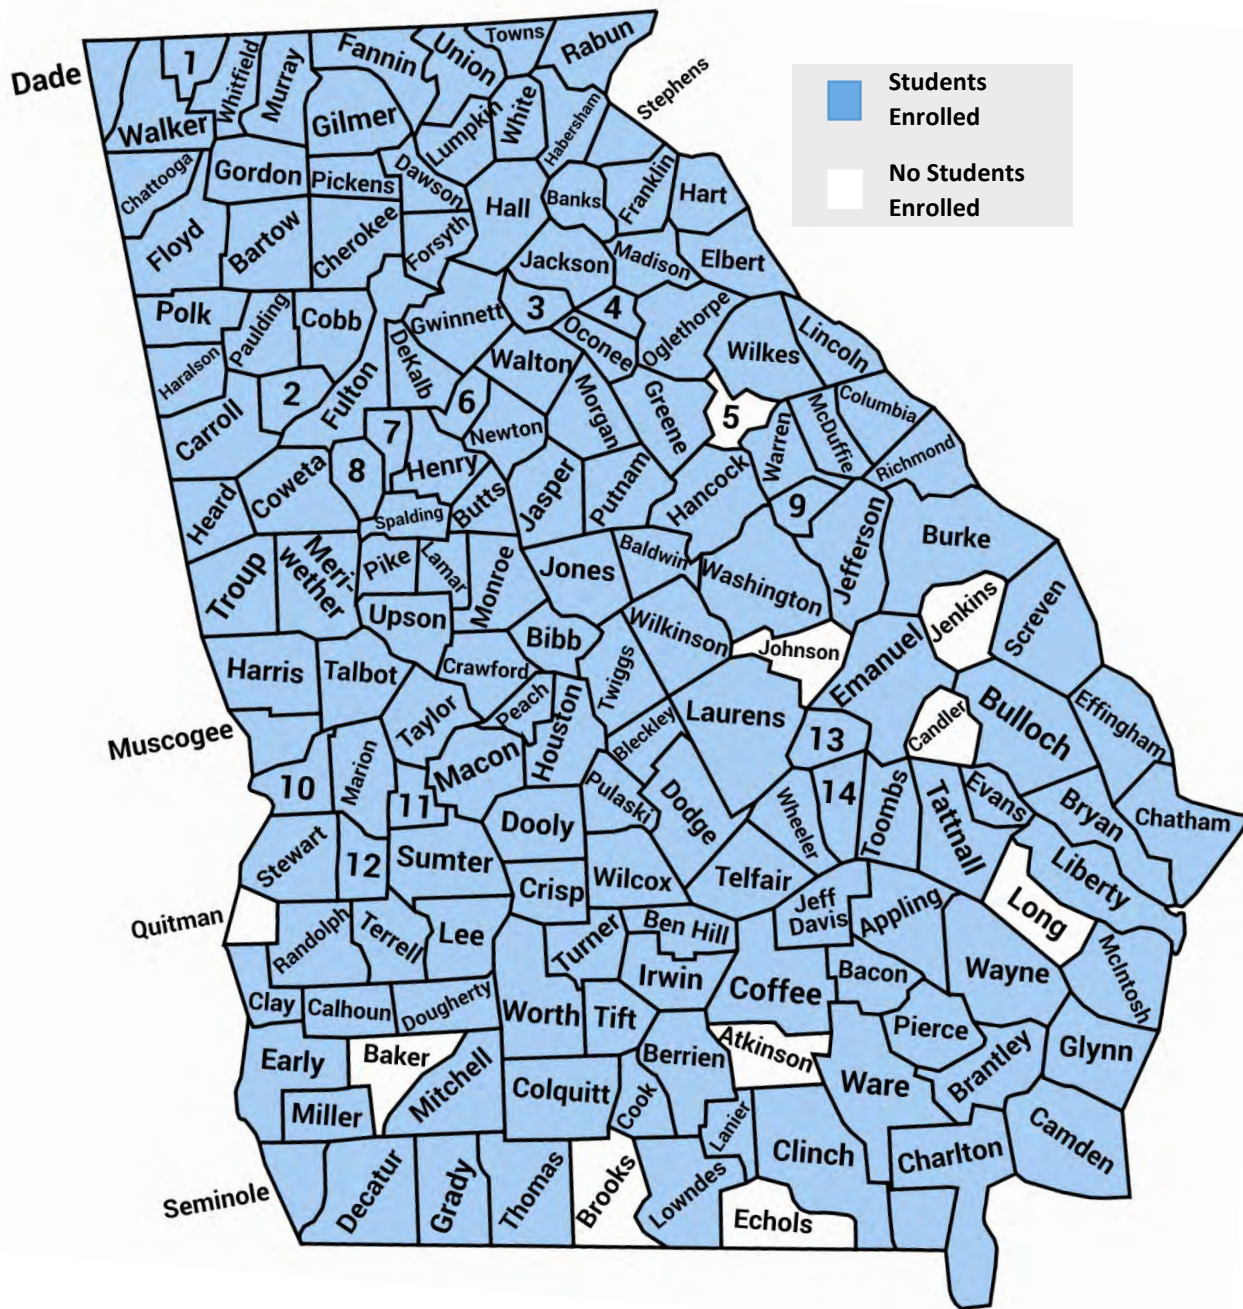 Towns
Rabun
Fannin
Union
1
Whitfield
Murray
Dade
Stephens
Students
Enrolled
No Students
Enrolled
Walker
Gilmer
Lumpkin
White
Habersham
Chattooga
Gordon
Pickens
Dawson
Hall
Banks
Franklin
Hart
Floyd
Bartow
Cherokee
Forsyth
Jackson
Madison
Elbert
Polk
Paulding
Cobb
Gwinnett
3
4
Oconee
Oglethorpe
Wilkes
Lincoln
Haralson
DeKalb
Walton
Carroll
2
Fulton
6
Morgan
Greene
5
Warren
McDuffie
Columbia
7
Newton
Richmond
Heard
Coweta
8
Henry
Butts
Jasper
Putnam
Hancock
9
Spalding
Jefferson
Burke
Troup
Meri-
wether
Pike
Lamar
Monroe
Jones
Baldwin
Washington
Jenkins
Screven
Upson
Bibb
Wilkinson
Johnson
Emanuel
Harris
Talbot
Crawford
Peach
Twiggs
Muscogee
Taylor
Houston
Bleckley
Laurens
13
Candler
Bulloch
Effingham
10
Marion
11
Macon
Pulaski
Dodge
Wheeler
14
Toombs
Tattnall
Evans
Bryan
Chatham
Stewart
12
Sumter
Dooly
Quitman
Crisp
Wilcox
Telfair
Jeff
Davis
Appling
Long
Liberty
Randolph
Terrell
Lee
Turner
Ben Hill
Irwin
Coffee
Bacon
Wayne
McIntosh
Clay
Calhoun
Dougherty
Worth
Tift
Early
Baker
Mitchell
Berrien
Atkinson
Pierce
Brantley
Glynn
Miller
Colquitt
Cook
Lanier
Ware
Camden
Seminole
Decatur
Grady
Thomas
Brooks
Lowndes
Echols
Clinch
Charlton